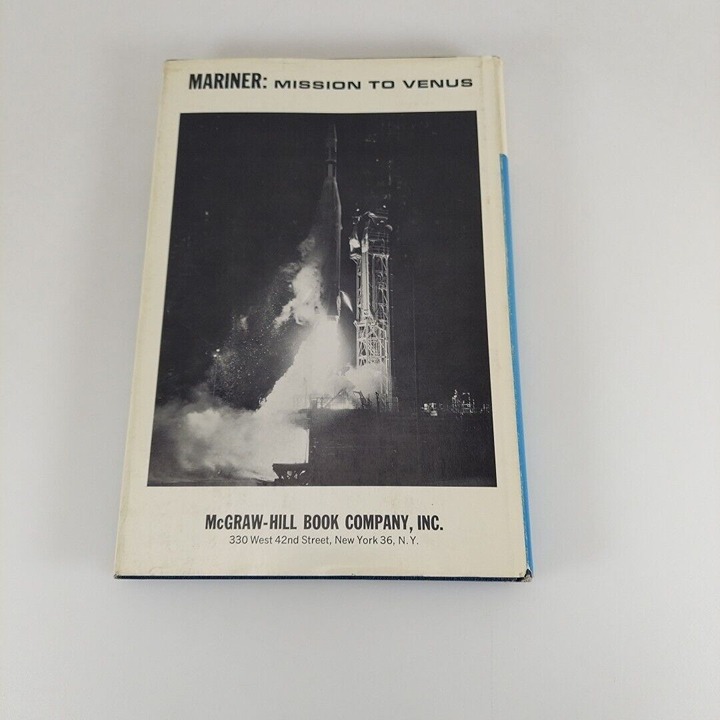 MARINER: MISSION TO VENUS
McGRAW-HILL BOOK COMPANY, INC.
330 West 42nd Street, New York 36, N.Y.